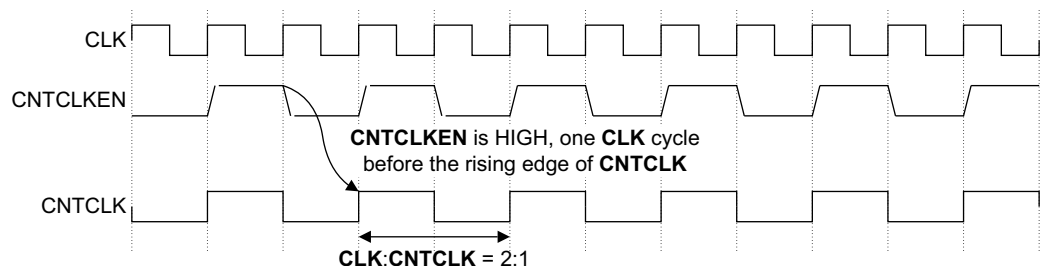 CLK
CNTCLKEN
CNTCLKEN is HIGH, one CLK cycle
before the rising edge of CNTCLK
CNTCLK
CLK:CNTCLK = 2:1